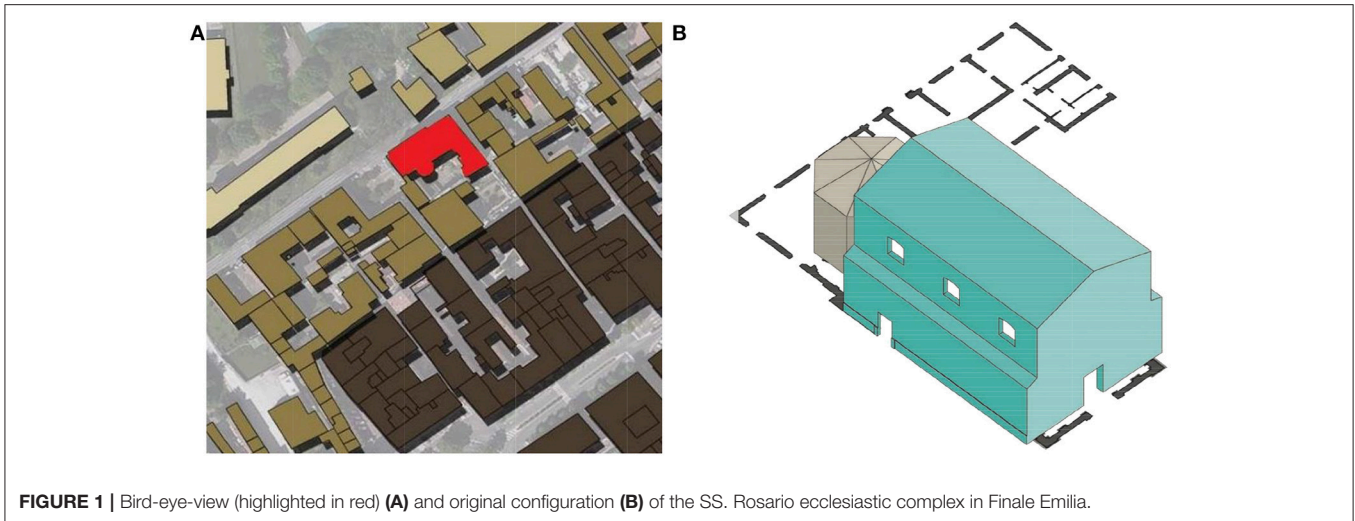 A
B
FIGURE 1 | Bird-eye-view (highlighted in red) (A) and original configuration (B) of the SS. Rosario ecclesiastic complex in Finale Emilia.